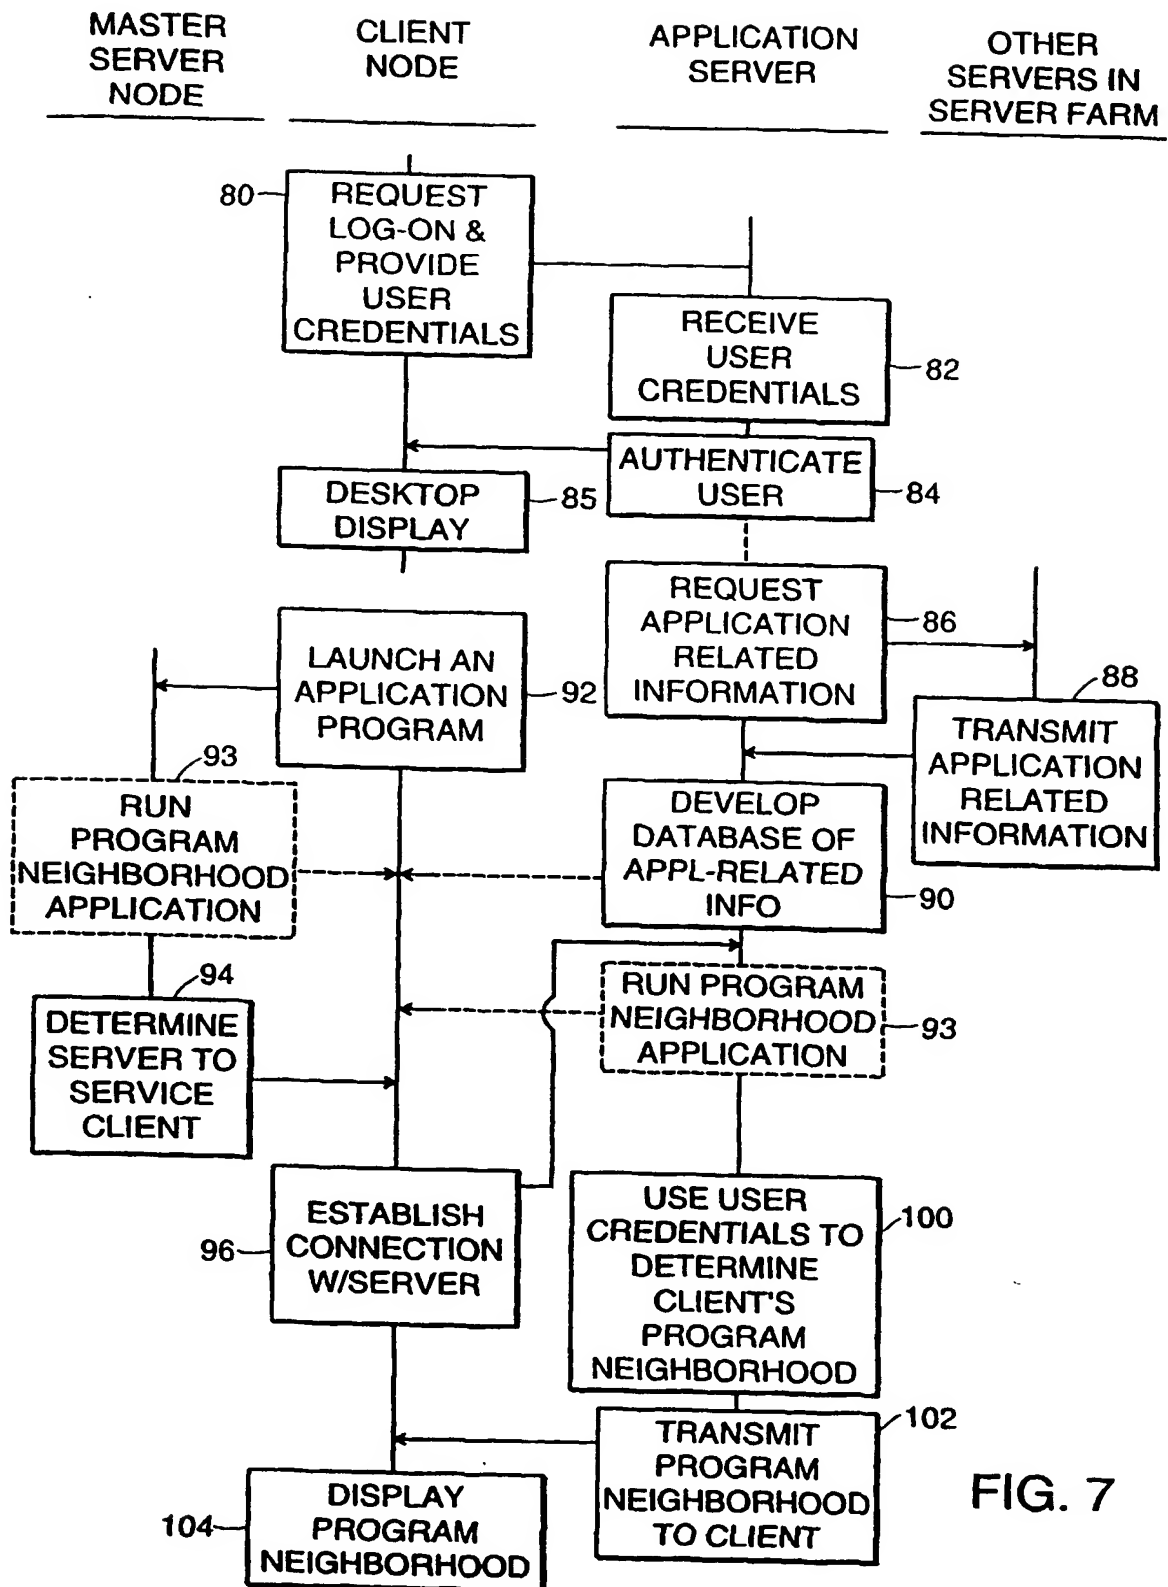 MASTER
SERVER
NODE
CLIENT
NODE
APPLICATION
SERVER
OTHER
SERVERS IN
SERVER FARM
80
REQUEST
LOG-ON &
PROVIDE
USER
CREDENTIALS
RECEIVE
USER
CREDENTIALS
82
AUTHENTICATE
USER
84
DESKTOP
DISPLAY
85
REQUEST
APPLICATION
RELATED
INFORMATION
86
88
TRANSMIT
APPLICATION
RELATED
INFORMATION
LAUNCH AN
APPLICATION
PROGRAM
92
93
RUN
PROGRAM
NEIGHBORHOOD
APPLICATION
DEVELOP
DATABASE OF
APPL-RELATED
INFO
90
RUN PROGRAM
NEIGHBORHOOD
APPLICATION
93
94
DETERMINE
SERVER TO
SERVICE
CLIENT
96
ESTABLISH
CONNECTION
W/SERVER
USE USER
CREDENTIALS TO
DETERMINE
CLIENT'S
PROGRAM
NEIGHBORHOOD
100
TRANSMIT
PROGRAM
NEIGHBORHOOD
TO CLIENT
102
104
DISPLAY
PROGRAM
NEIGHBORHOOD
FIG. 7